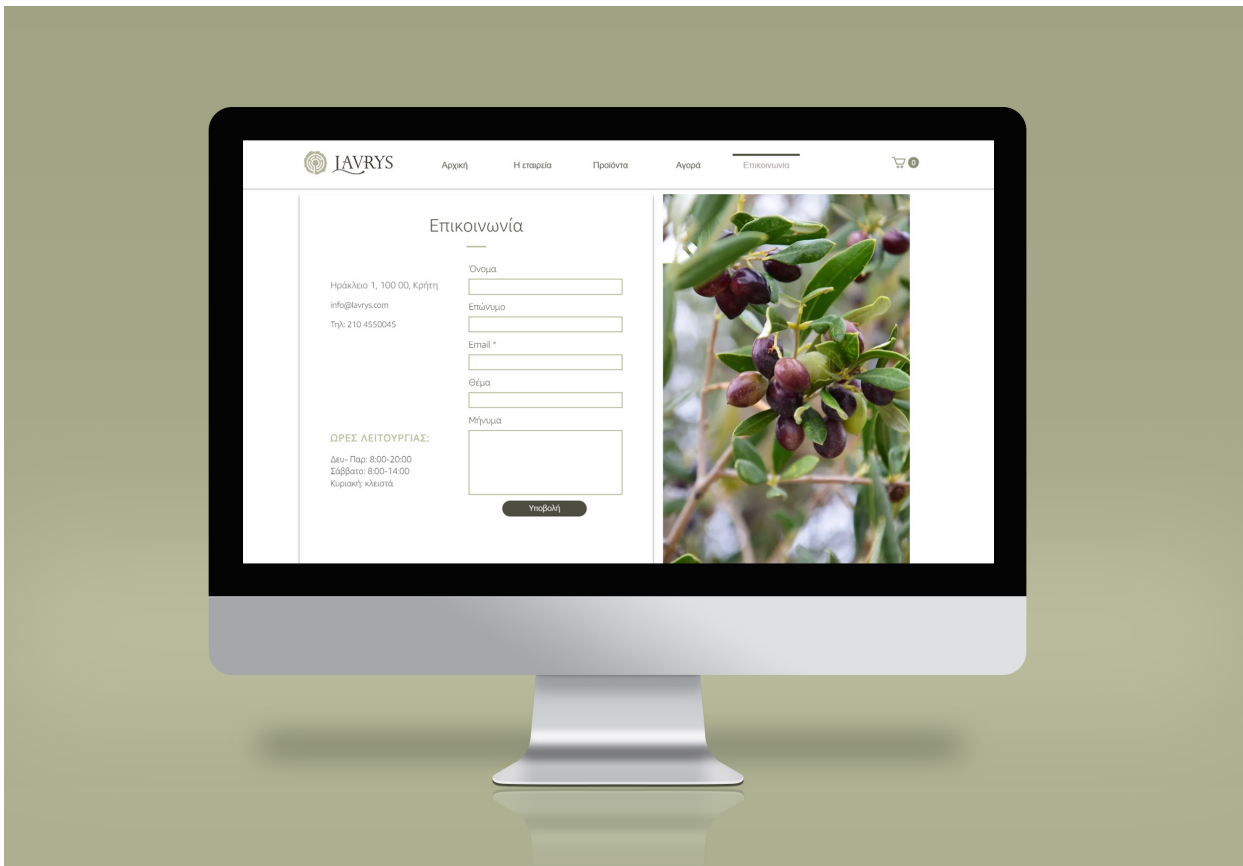 LAVRYS
Αρχική
Η εταιρεία
Προϊόντα
Αγορά
Επικοινωνία
0
Επικοινωνία
Ηράκλειο 1, 100 00, Κρήτη
info@lavrys.com
Τηλ: 210 4550045
ΩΡΕΣ ΛΕΙΤΟΥΡΓΙΑΣ:
Δευ- Παρ: 8:00-20:00
Σάββατο: 8:00-14:00
Κυριακή: κλειστά
Όνομα
Επώνυμο
Email *
Θέμα
Μήνυμα
Υποβολή